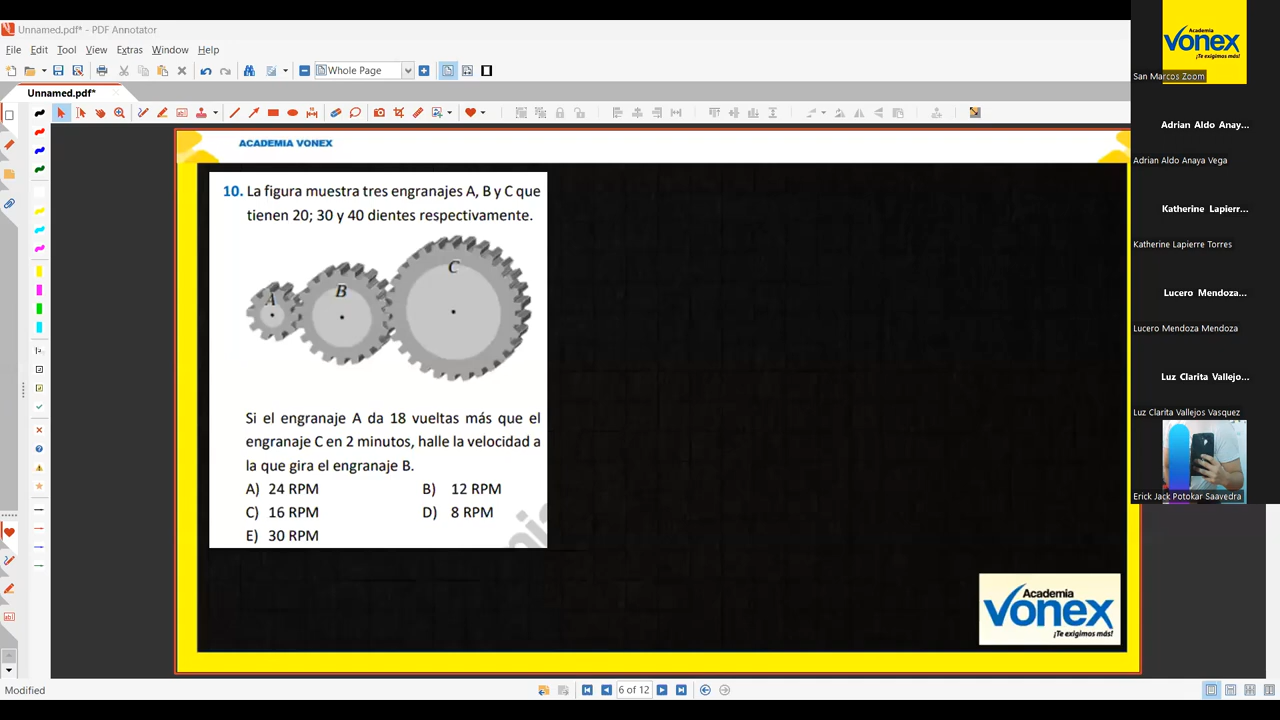 Unnamed.pdf* - PDF Annotator
File Edit Tool View Extras Window Help
Whole Page
Unnamed.pdf*
ACADEMIA VONEX
10. La figura muestra tres engranajes A, B y C que
tienen 20; 30 y 40 dientes respectivamente.
A
B
C
Si el engranaje A da 18 vueltas más que el
engranaje C en 2 minutos, halle la velocidad a
la que gira el engranaje B.
A) 24 RPM B) 12 RPM
C) 16 RPM D) 8 RPM
E) 30 RPM
Academia
Vonex
¡Te exigimos más!
Modified
6 of 12
Academia
Vonex
¡Te exigimos más!
San Marcos Zoom
Adrian Aldo Anay...
Adrian Aldo Anaya Vega
Katherine Lapierr...
Katherine Lapierre Torres
Lucero Mendoza...
Lucero Mendoza Mendoza
Luz Clarita Vallejo...
Luz Clarita Vallejos Vasquez
Erick Jack Potokar Saavedra